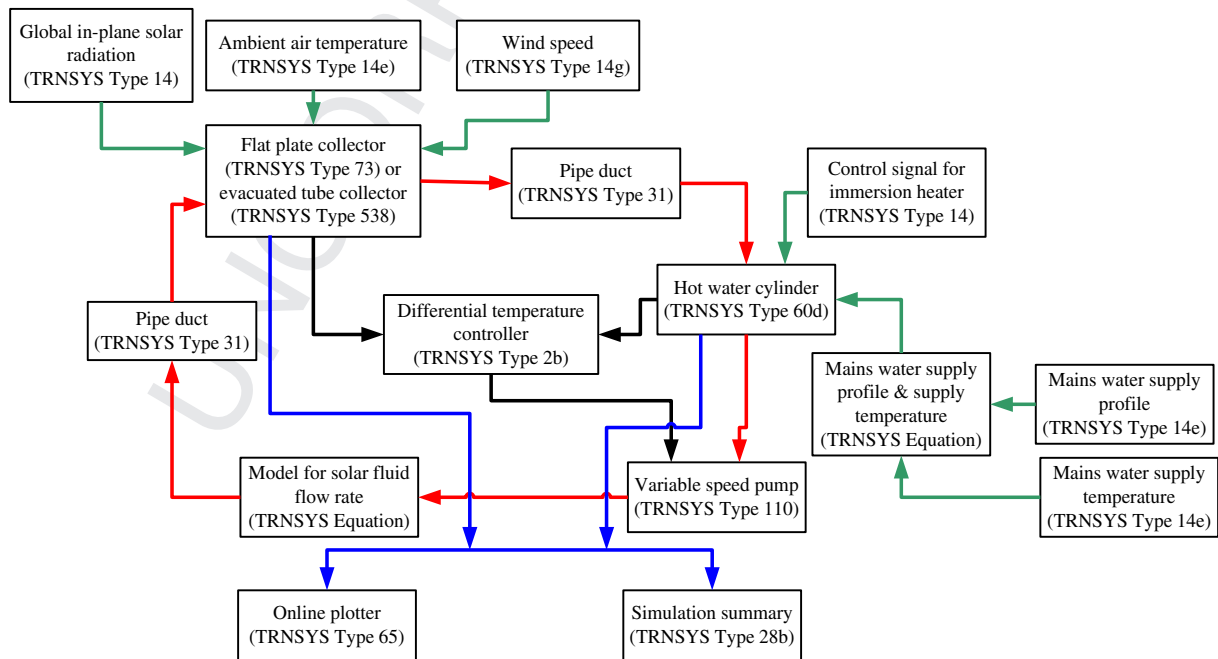 Global in-plane solar
radiation
(TRNSYS Type 14)
Ambient air temperature
(TRNSYS Type 14e)
Wind speed
(TRNSYS Type 14g)
Flat plate collector
(TRNSYS Type 73) or
evacuated tube collector
(TRNSYS Type 538)
Pipe duct
(TRNSYS Type 31)
Control signal for
immersion heater
(TRNSYS Type 14)
Hot water cylinder
(TRNSYS Type 60d)
Pipe duct
(TRNSYS Type 31)
Differential temperature
controller
(TRNSYS Type 2b)
Mains water supply
profile & supply
temperature
(TRNSYS Equation)
Mains water supply
profile
(TRNSYS Type 14e)
Model for solar fluid
flow rate
(TRNSYS Equation)
Variable speed pump
(TRNSYS Type 110)
Mains water supply
temperature
(TRNSYS Type 14e)
Online plotter
(TRNSYS Type 65)
Simulation summary
(TRNSYS Type 28b)